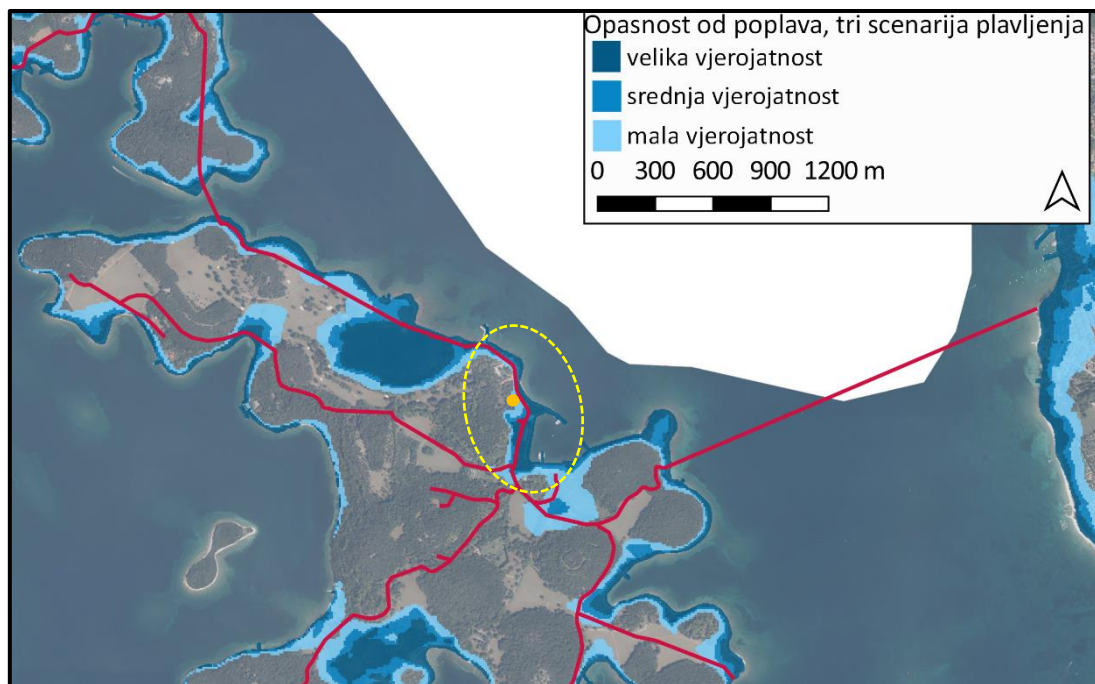 Opasnost od poplava, tri scenarija plavljenja
velika vjerojatnost
srednja vjerojatnost
mala vjerojatnost
0 300 600 900 1200 m